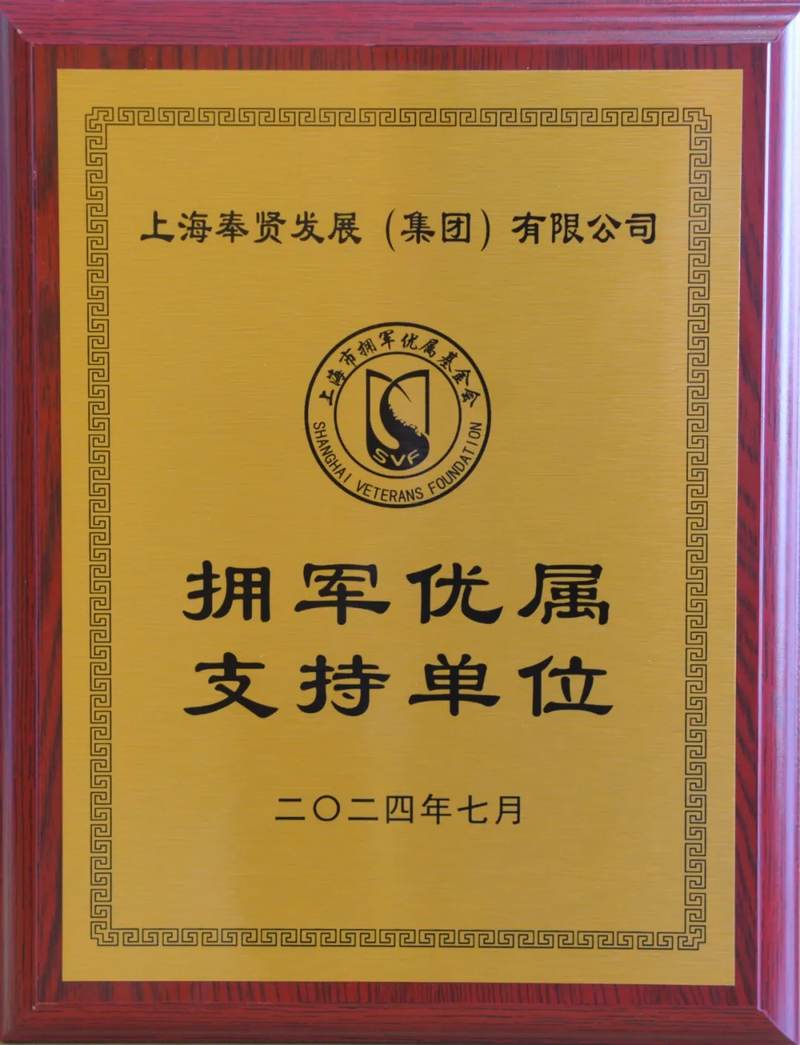 上海奉贤发展（集团）有限公司
上海市拥军优属基金会
SVF
SHANGHAI VETERANS FOUNDATION
拥军优属
支持单位
二〇二四年七月